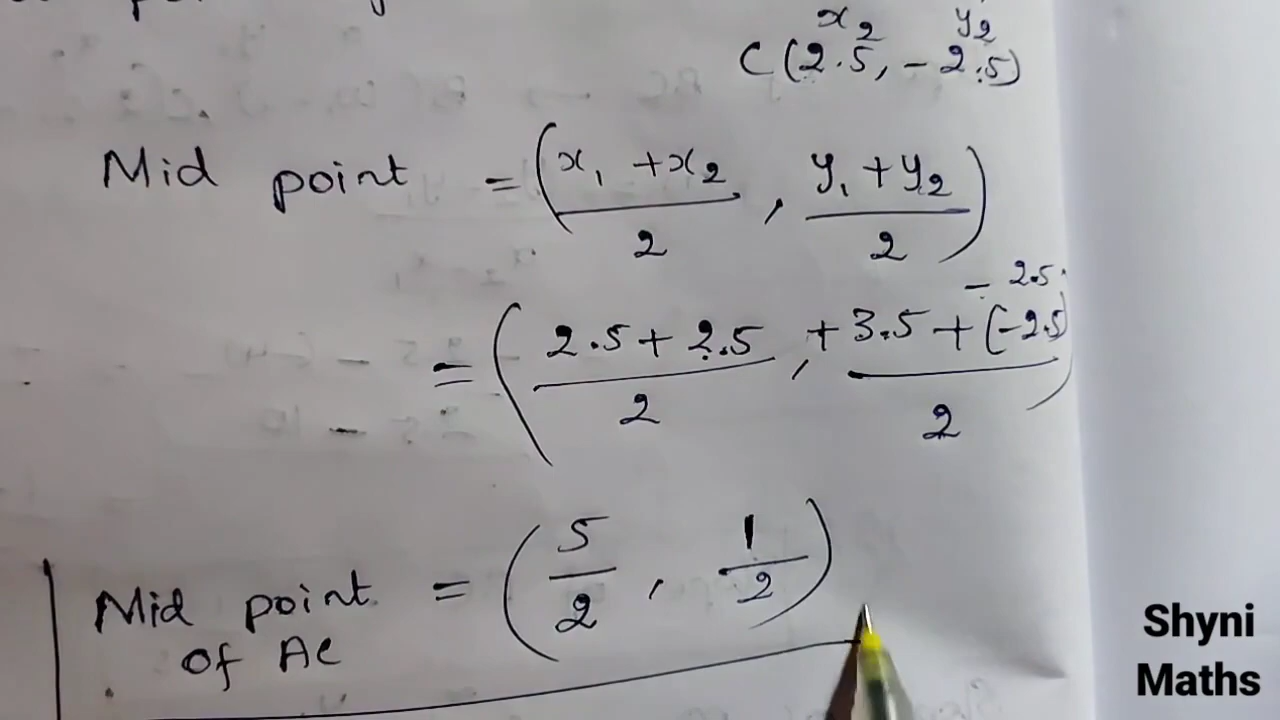 x₂ y₂
C (2.5, - 2.5)
Mid point = (x₁ + x₂ / 2 , y₁ + y₂ / 2)
- 2.5
= (2.5 + 2.5 / 2 , + 3.5 + (-2.5) / 2)
Mid point = (5/2 , 1/2)
of AC
Shyni
Maths